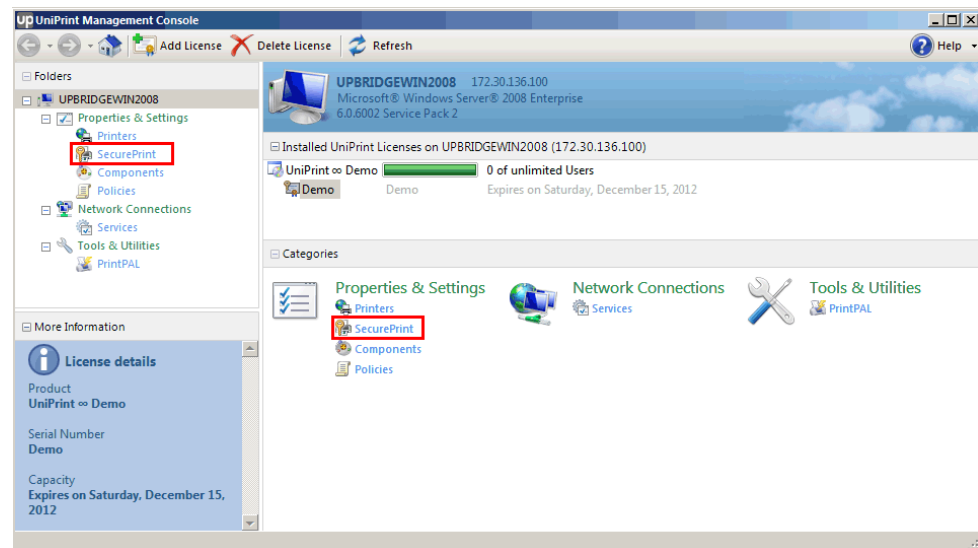 UP UniPrint Management Console
Add License Delete License Refresh Help
Folders
UPBRIDGEWIN2008
Properties & Settings
Printers
SecurePrint
Components
Policies
Network Connections
Services
Tools & Utilities
PrintPAL
More Information
License details
Product
UniPrint ∞ Demo
Serial Number
Demo
Capacity
Expires on Saturday, December 15,
2012
UPBRIDGEWIN2008 172.30.136.100
Microsoft® Windows Server® 2008 Enterprise
6.0.6002 Service Pack 2
Installed UniPrint Licenses on UPBRIDGEWIN2008 (172.30.136.100)
UniPrint ∞ Demo 0 of unlimited Users
Demo Demo Expires on Saturday, December 15, 2012
Categories
Properties & Settings
Printers
SecurePrint
Components
Policies
Network Connections
Services
Tools & Utilities
PrintPAL